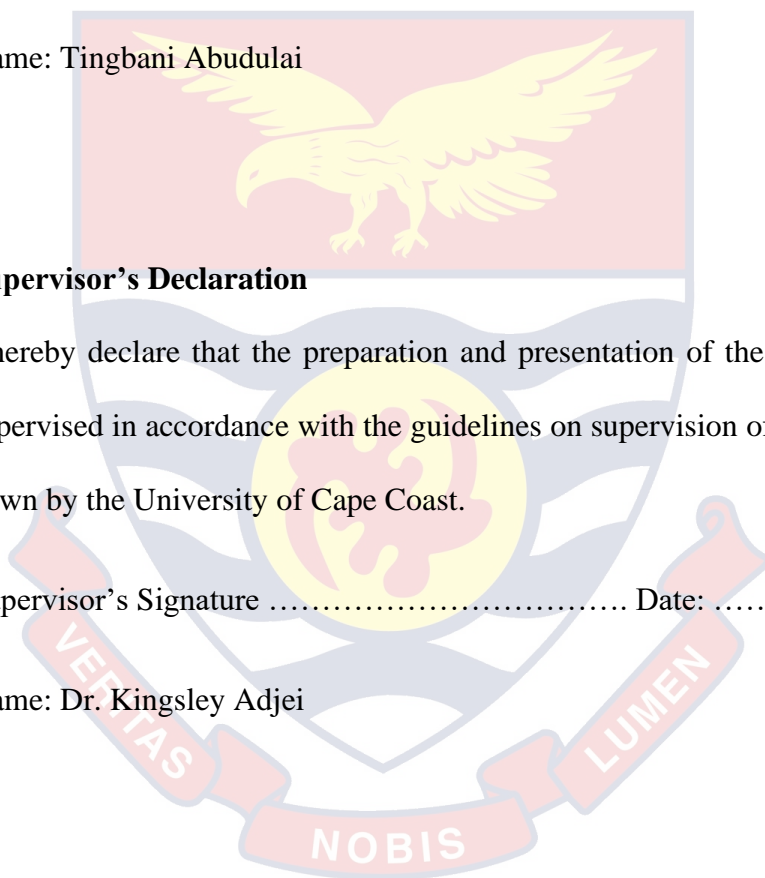 ame: Tingbani Abudulai
pervisor’s Declaration
hereby declare that the preparation and presentation of the
pervised in accordance with the guidelines on supervision o
wn by the University of Cape Coast.
pervisor’s Signature ……………………………. Date: …..
ame: Dr. Kingsley Adjei
VERITAS
NOBIS
LUMEN